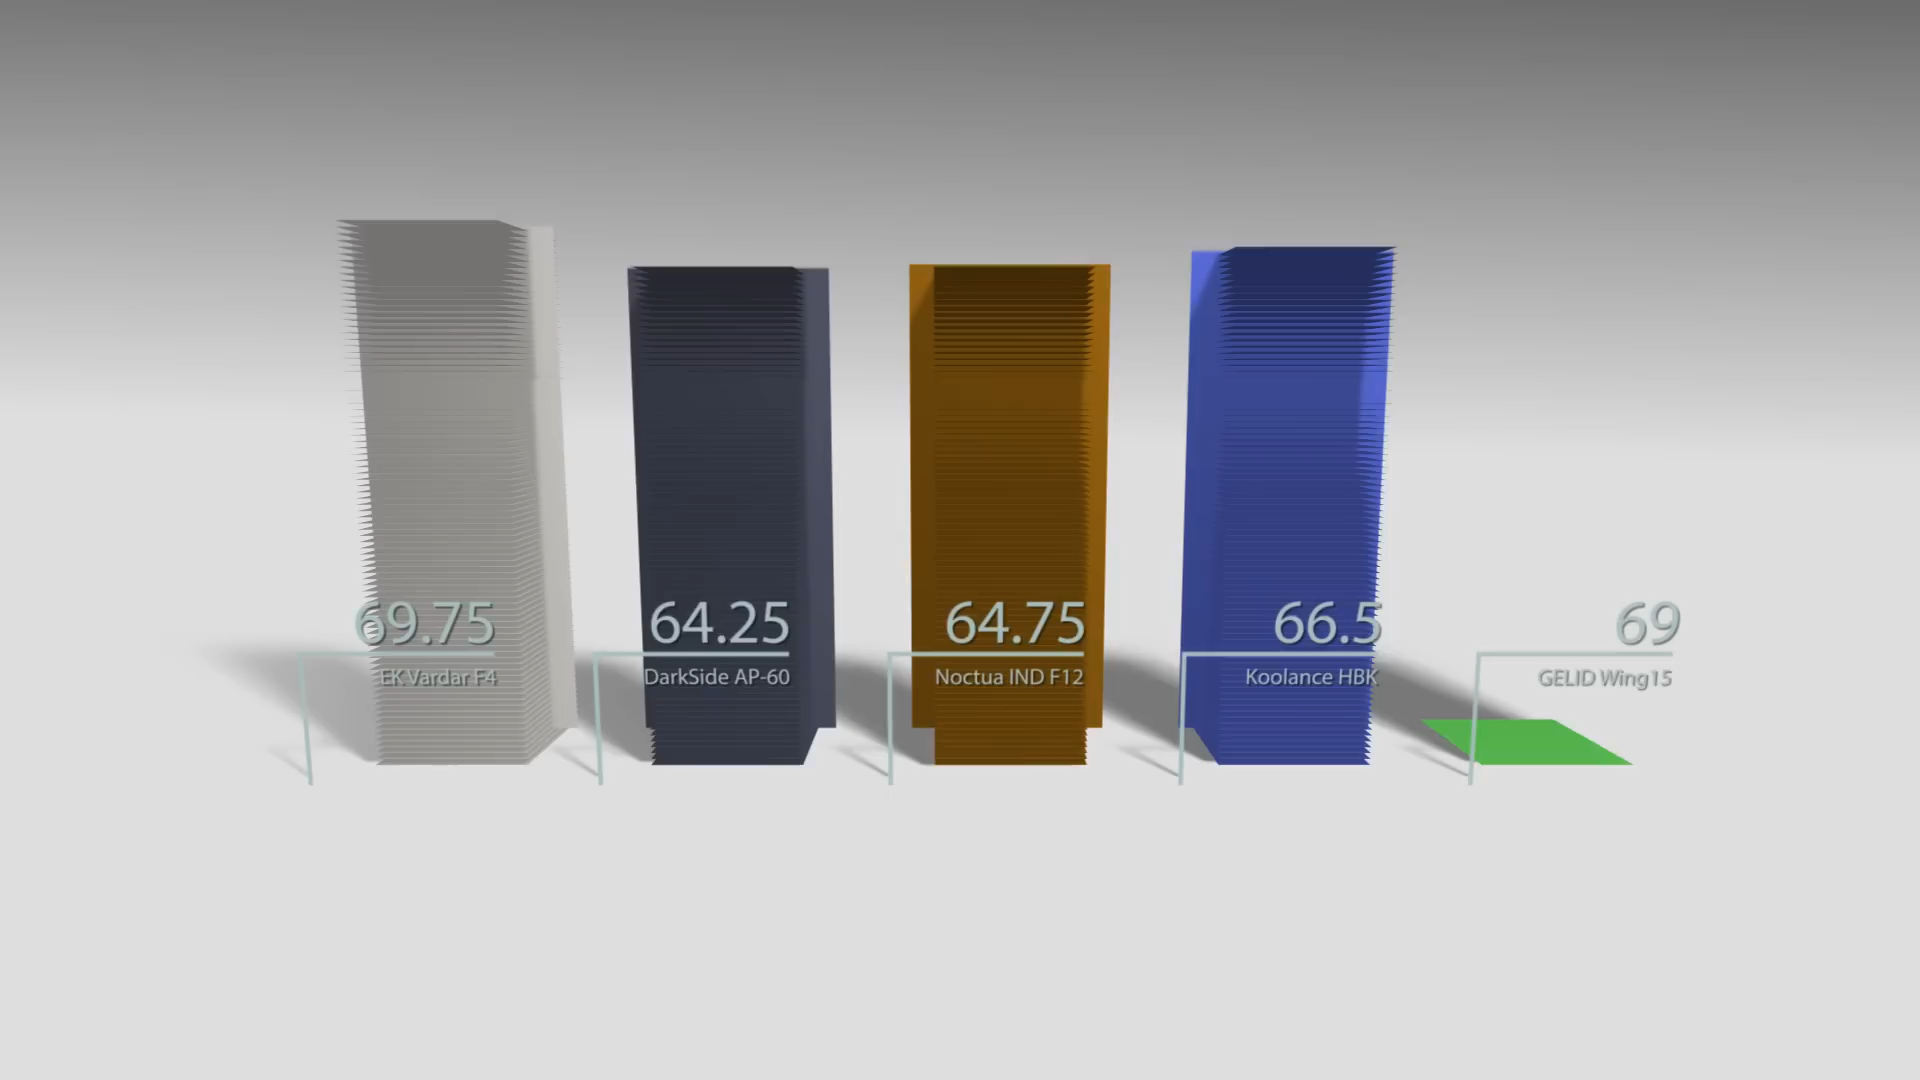 69.75
EK Vardar F4
64.25
DarkSide AP-60
64.75
Noctua IND F12
66.5
Koolance HBK
69
GELID Wing15